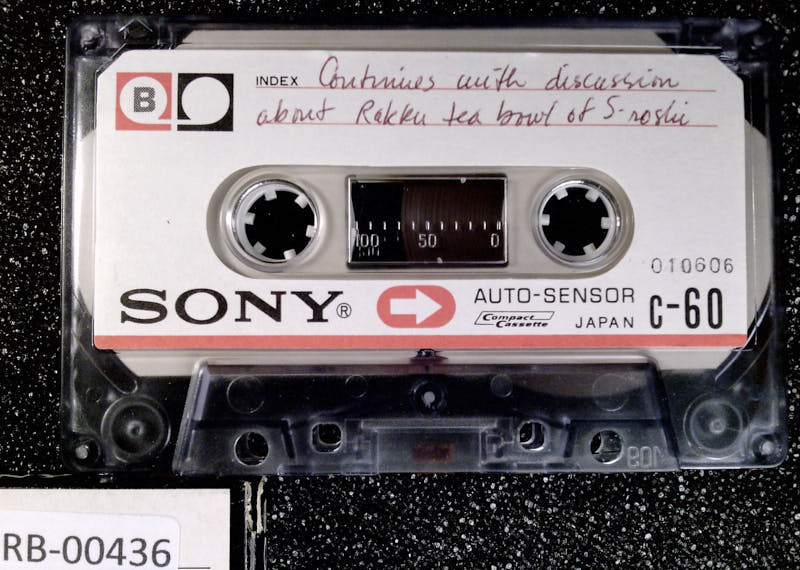 B
INDEX Continues with discussion
about Rakku tea bowl of S-roshi
100 50 0
010606
SONY®
AUTO-SENSOR
Compact Cassette
JAPAN
C-60
RB-00436